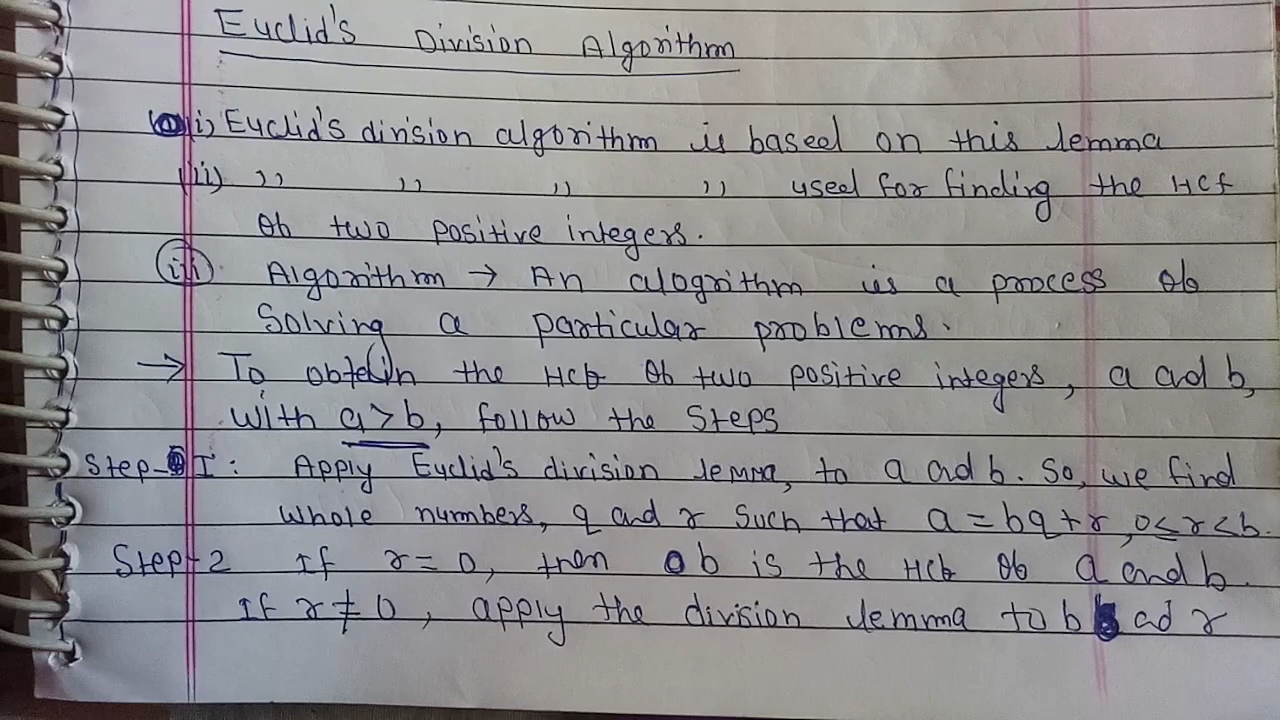 Euclid's Division Algorithm
(i) Euclid's division algorithm is based on this lemma
(ii) ,, ,, ,, ,, used for finding the HCF
of two positive integers.
(iii) Algorithm → An alogrithm is a process of
Solving a particular problems.
→ To obtain the HCF of two positive integers, a and b,
with a > b, follow the Steps
Step-I: Apply Euclid's division lemma, to a and b. So, we find
whole numbers, q and r such that a = bq + r, 0 ≤ r < b.
Step-2 If r = 0, then b is the HCF of a and b.
If r ≠ 0, apply the division lemma to b ad r